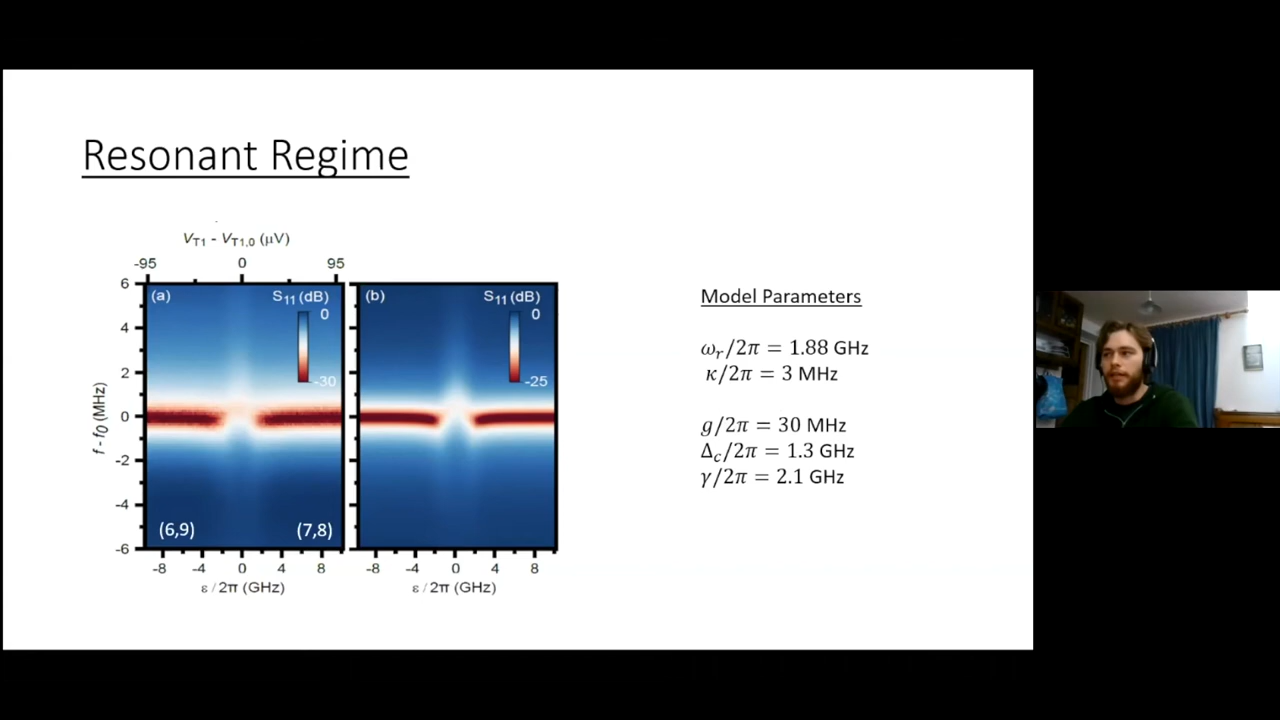 Resonant Regime
V_T1 - V_T1,0 (μV)
-95 0 95
(a) S₁₁ (dB)
0
-30
(b) S₁₁ (dB)
0
-25
6
4
2
0
-2
-4
-6
f - f₀ (MHz)
(6,9) (7,8)
-8 -4 0 4 8
-8 -4 0 4 8
ε / 2π (GHz)
ε / 2π (GHz)
Model Parameters
ω_r/2π = 1.88 GHz
κ/2π = 3 MHz
g/2π = 30 MHz
Δ_c/2π = 1.3 GHz
γ/2π = 2.1 GHz